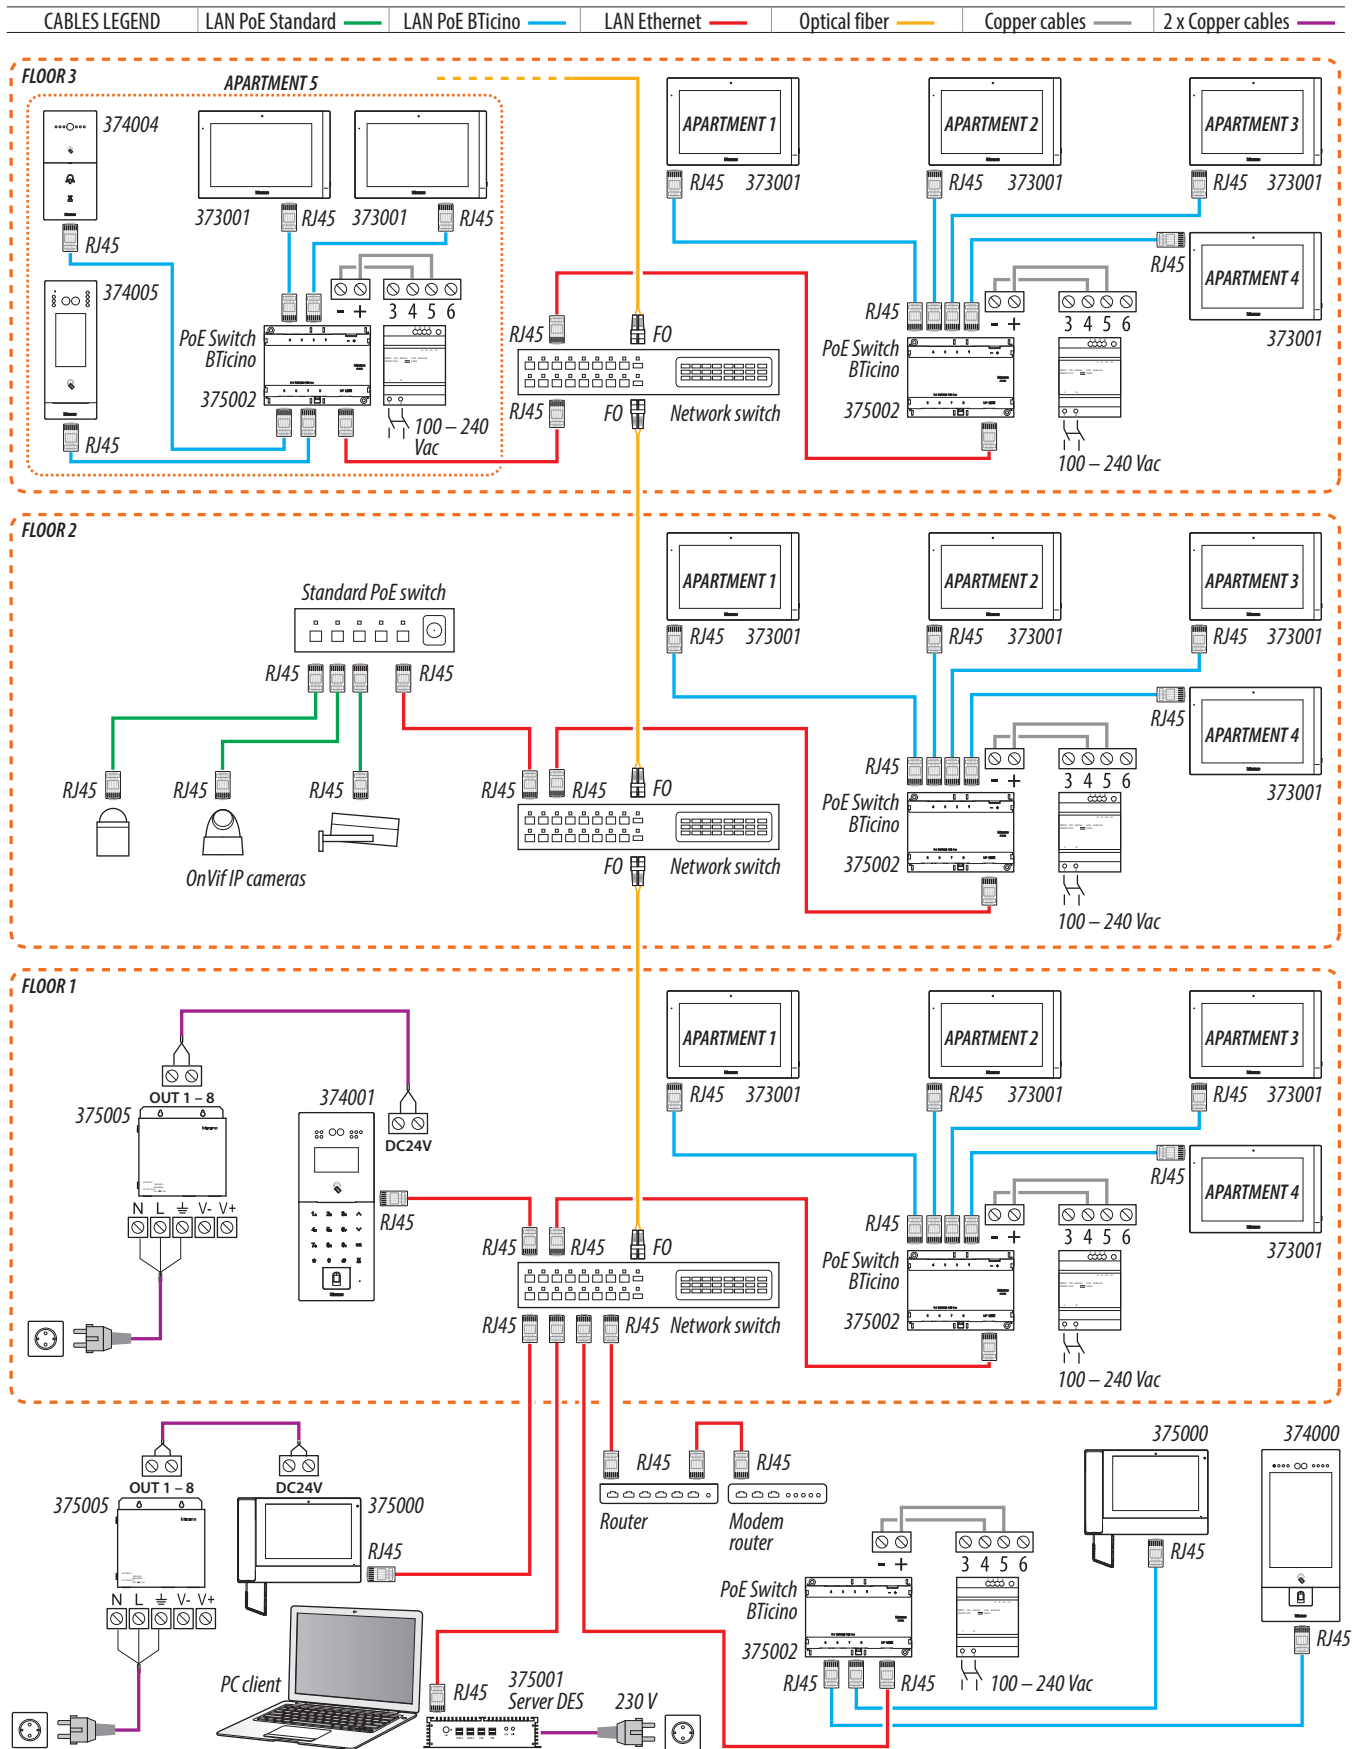 CABLES LEGEND LAN PoE Standard LAN PoE BTicino LAN Ethernet Optical fiber Copper cables 2 x Copper cables
FLOOR 3
APARTMENT 5
374004
373001 RJ45
373001 RJ45
RJ45
374005
RJ45
- +
3 4 5 6
PoE Switch
BTicino
375002
100 – 240
Vac
RJ45
FO
RJ45
FO
Network switch
APARTMENT 1
RJ45 373001
APARTMENT 2
RJ45 373001
APARTMENT 3
RJ45 373001
APARTMENT 4
RJ45
373001
RJ45
- +
3 4 5 6
PoE Switch
BTicino
375002
100 – 240 Vac
FLOOR 2
Standard PoE switch
RJ45
RJ45
RJ45
RJ45
RJ45
OnVif IP cameras
RJ45
RJ45
FO
FO
Network switch
APARTMENT 1
RJ45 373001
APARTMENT 2
RJ45 373001
APARTMENT 3
RJ45 373001
APARTMENT 4
RJ45
373001
RJ45
- +
3 4 5 6
PoE Switch
BTicino
375002
100 – 240 Vac
FLOOR 1
OUT 1 – 8
375005
N L V- V+
374001
DC24V
RJ45
RJ45
RJ45
FO
RJ45
RJ45
Network switch
APARTMENT 1
RJ45 373001
APARTMENT 2
RJ45 373001
APARTMENT 3
RJ45 373001
APARTMENT 4
RJ45
373001
RJ45
- +
3 4 5 6
PoE Switch
BTicino
375002
100 – 240 Vac
OUT 1 – 8
375005
N L V- V+
DC24V
375000
RJ45
PC client
RJ45
375001
Server DES
230 V
RJ45
RJ45
Router
Modem
router
- +
3 4 5 6
PoE Switch
BTicino
375002
RJ45
RJ45
100 – 240 Vac
375000
RJ45
374000
RJ45